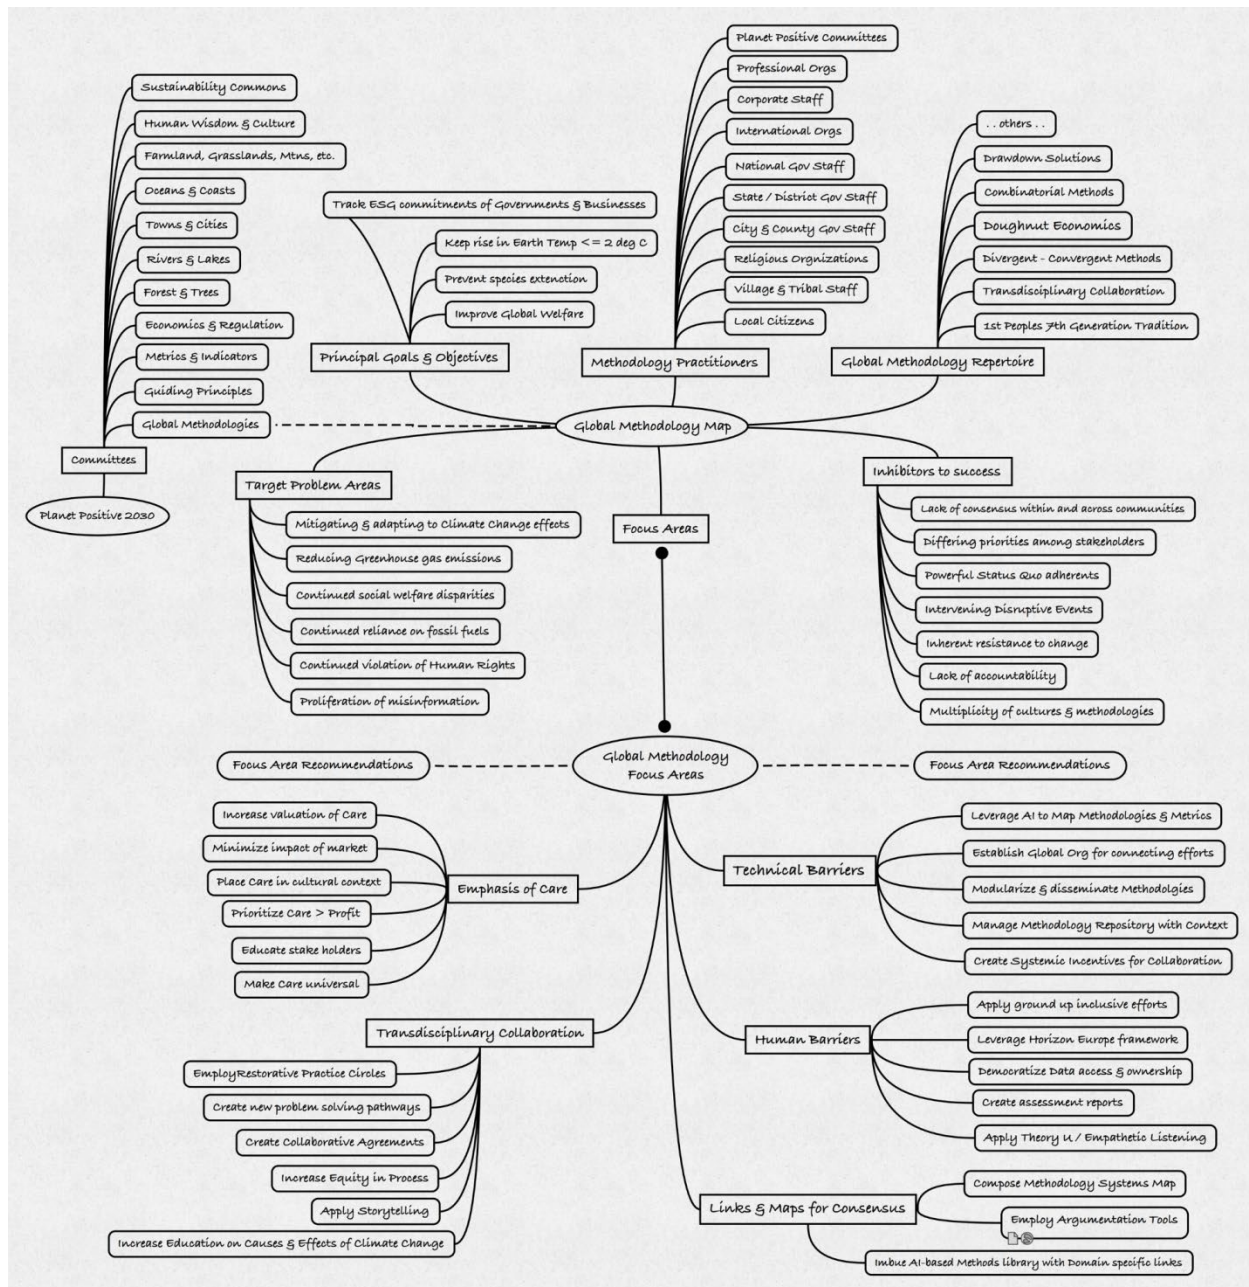 Sustainability Commons
Human Wisdom & Culture
Farmland, Grasslands, Mtns, etc.
Oceans & Coasts
Towns & Cities
Rivers & Lakes
Forest & Trees
Economics & Regulation
Metrics & Indicators
Guiding Principles
Global Methodologies
Committees
Planet Positive 2030
Track ESG commitments of Governments & Businesses
Keep rise in Earth Temp <= 2 deg C
Prevent species extenction
Improve Global Welfare
Principal Goals & Objectives
Planet Positive Committees
Professional Orgs
Corporate Staff
International Orgs
National Gov Staff
State / District Gov Staff
City & County Gov Staff
Religious Orgnizations
Village & Tribal Staff
Local Citizens
Methodology Practitioners
. . others . .
Drawdown Solutions
Combinatorial Methods
Doughnut Economics
Divergent - Convergent Methods
Transdisciplinary Collaboration
1st Peoples 7th Generation Tradition
Global Methodology Repertoire
Global Methodology Map
Target Problem Areas
Mitigating & adapting to Climate Change effects
Reducing Greenhouse gas emissions
Continued social welfare disparities
Continued reliance on fossil fuels
Continued violation of Human Rights
Proliferation of misinformation
Focus Areas
Inhibitors to success
Lack of consensus within and across communities
Differing priorities among stakeholders
Powerful Status Quo adherents
Intervening Disruptive Events
Inherent resistance to change
Lack of accountability
Multiplicity of cultures & methodologies
Focus Area Recommendations
Global Methodology
Focus Areas
Focus Area Recommendations
Increase valuation of Care
Minimize impact of market
Place Care in cultural context
Prioritize Care > Profit
Educate stake holders
Make Care universal
Emphasis of Care
Technical Barriers
Leverage AI to Map Methodologies & Metrics
Establish Global Org for connecting efforts
Modularize & disseminate Methodolgies
Manage Methodology Repository with Context
Create Systemic Incentives for Collaboration
Transdisciplinary Collaboration
EmployRestorative Practice Circles
Create new problem solving pathways
Create Collaborative Agreements
Increase Equity in Process
Apply Storytelling
Increase Education on Causes & Effects of Climate Change
Human Barriers
Apply ground up inclusive efforts
Leverage Horizon Europe framework
Democratize Data access & ownership
Create assessment reports
Apply Theory U / Empathetic Listening
Links & Maps for Consensus
Compose Methodology Systems Map
Employ Argumentation Tools
Imbue AI-based Methods library with Domain specific links